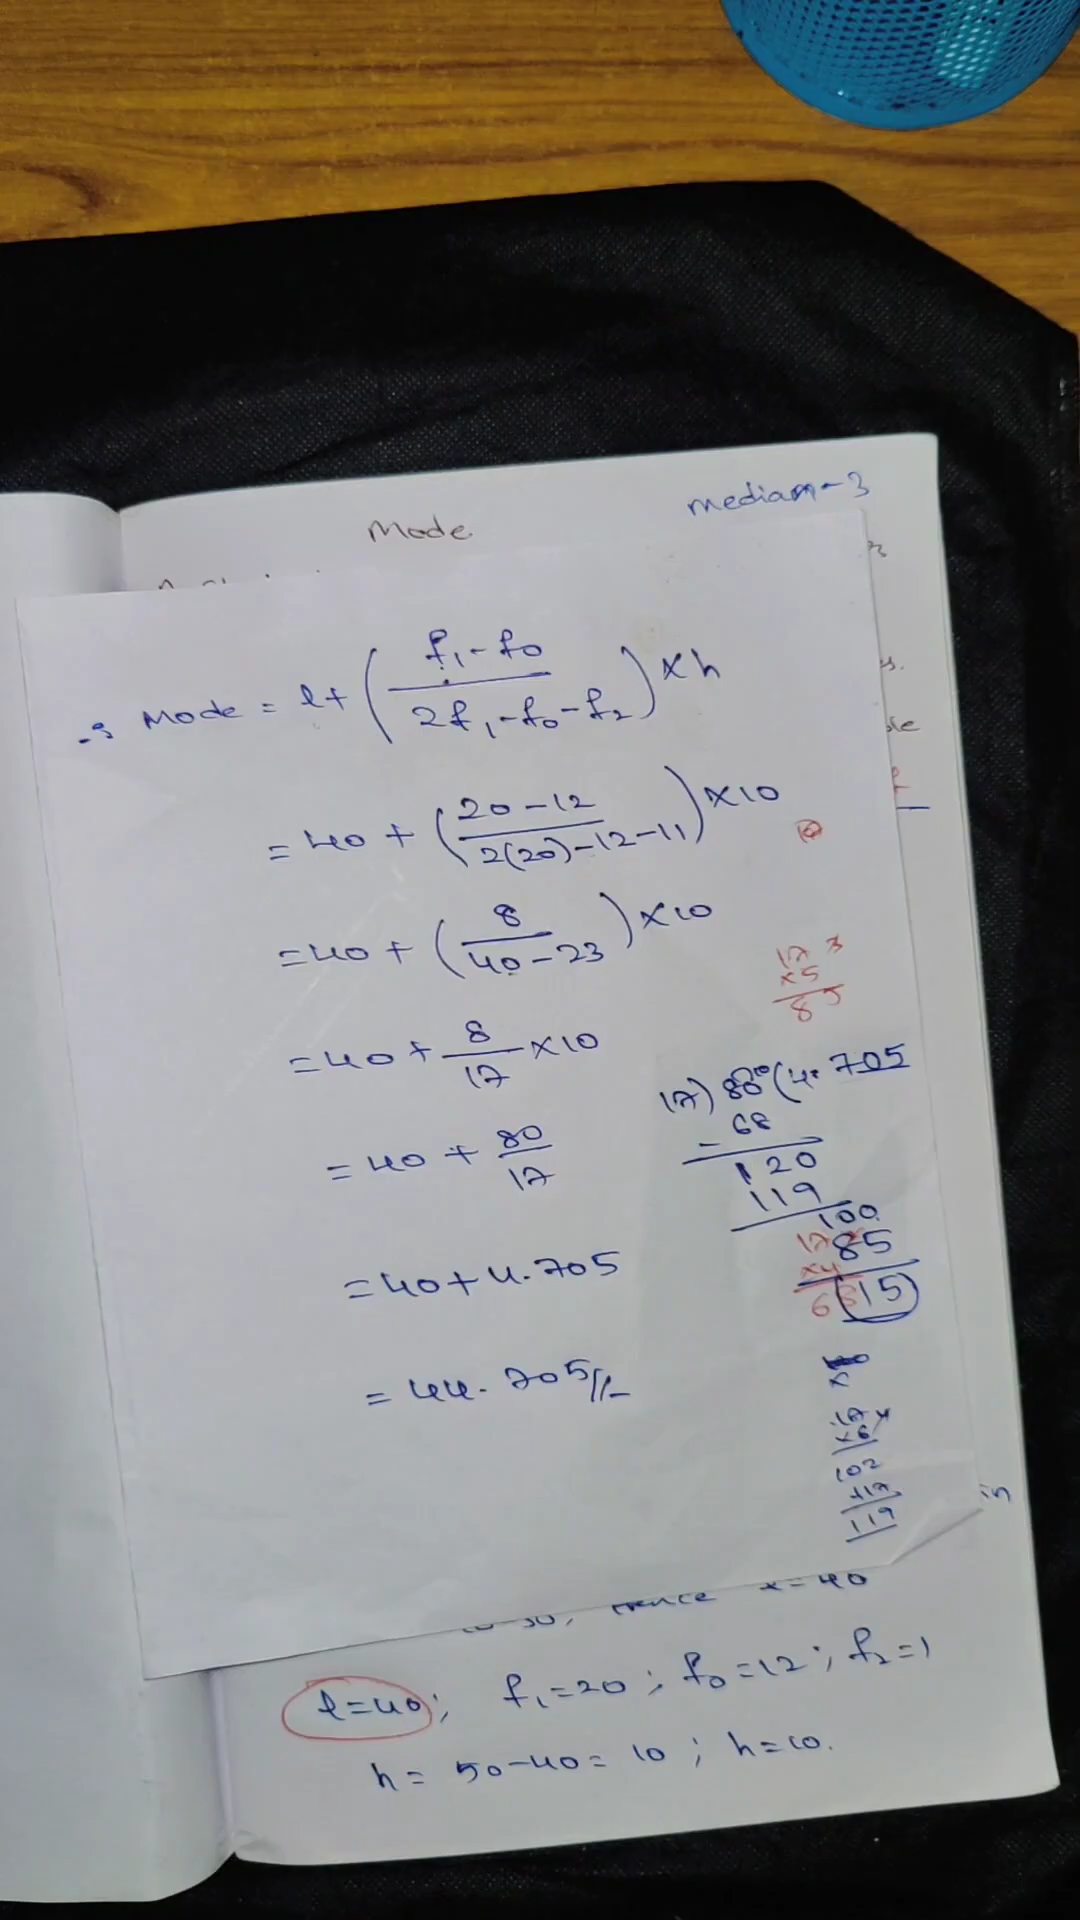 Mode
median-3
Mode = l + ( f₁ - f₀ / 2f₁ - f₀ - f₂ ) × h
= 40 + ( 20 - 12 / 2(20) - 12 - 11 ) × 10
= 40 + ( 8 / 40 - 23 ) × 10
= 40 + 8/17 × 10
= 40 + 80/17
= 40 + 4.705
= 44.705
17 ×
×5
85
17) 80 (4.705
- 68
120
119
100
85
15
17 ×
×6
102
+17
119
in
x = 40
l = 40; f₁ = 20; f₀ = 12; f₂ = 1
h = 50 - 40 = 10; h = 10.